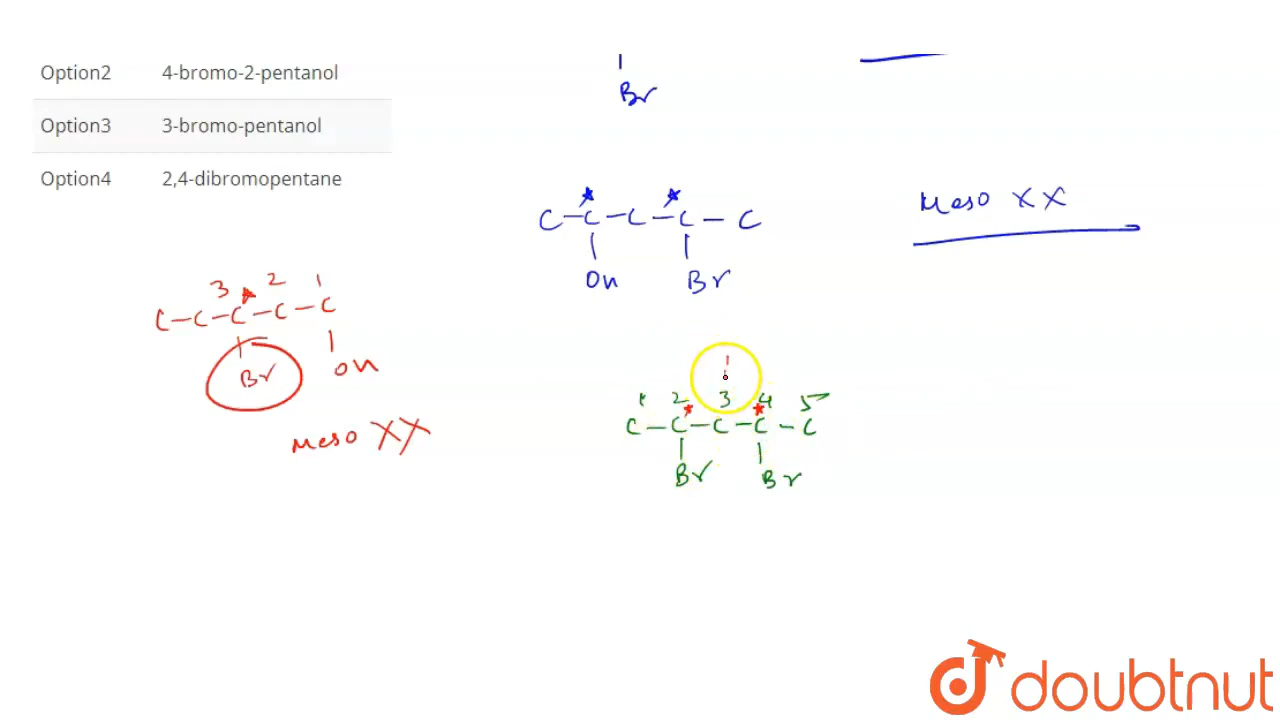 Option2 4-bromo-2-pentanol
Br
Option3 3-bromo-pentanol
Option4 2,4-dibromopentane
C-C-C-C-C
OH Br
Meso XX
3 2 1
C-C-C-C-C
Br OH
Meso XX
1 2 3 4 5
C-C-C-C-C
Br Br
doubtnut